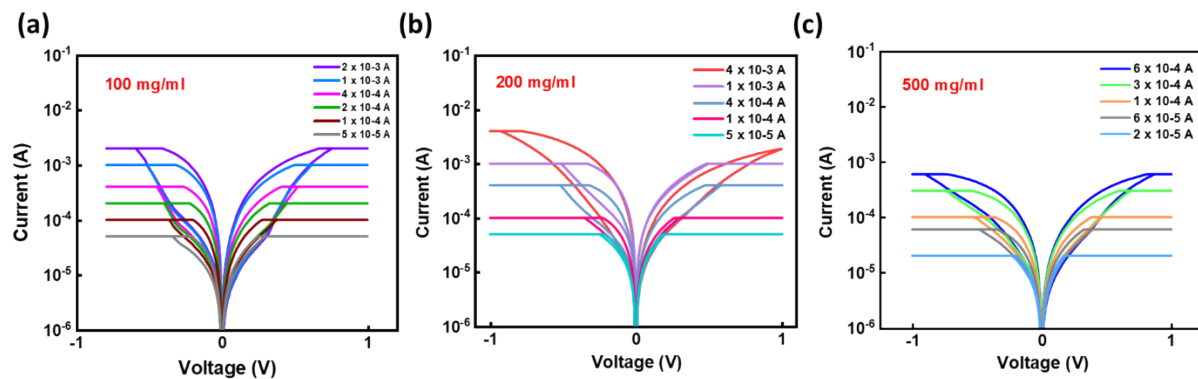 (a)
100 mg/ml
2 x 10-3 A
1 x 10-3 A
4 x 10-4 A
2 x 10-4 A
1 x 10-4 A
5 x 10-5 A
10-1
10-2
10-3
10-4
10-5
10-6
Current (A)
-1
0
1
Voltage (V)
(b)
200 mg/ml
4 x 10-3 A
1 x 10-3 A
4 x 10-4 A
1 x 10-4 A
5 x 10-5 A
10-1
10-2
10-3
10-4
10-5
10-6
Current (A)
-1
0
1
Voltage (V)
(c)
500 mg/ml
6 x 10-4 A
3 x 10-4 A
1 x 10-4 A
6 x 10-5 A
2 x 10-5 A
10-1
10-2
10-3
10-4
10-5
10-6
Current (A)
-1
0
1
Voltage (V)